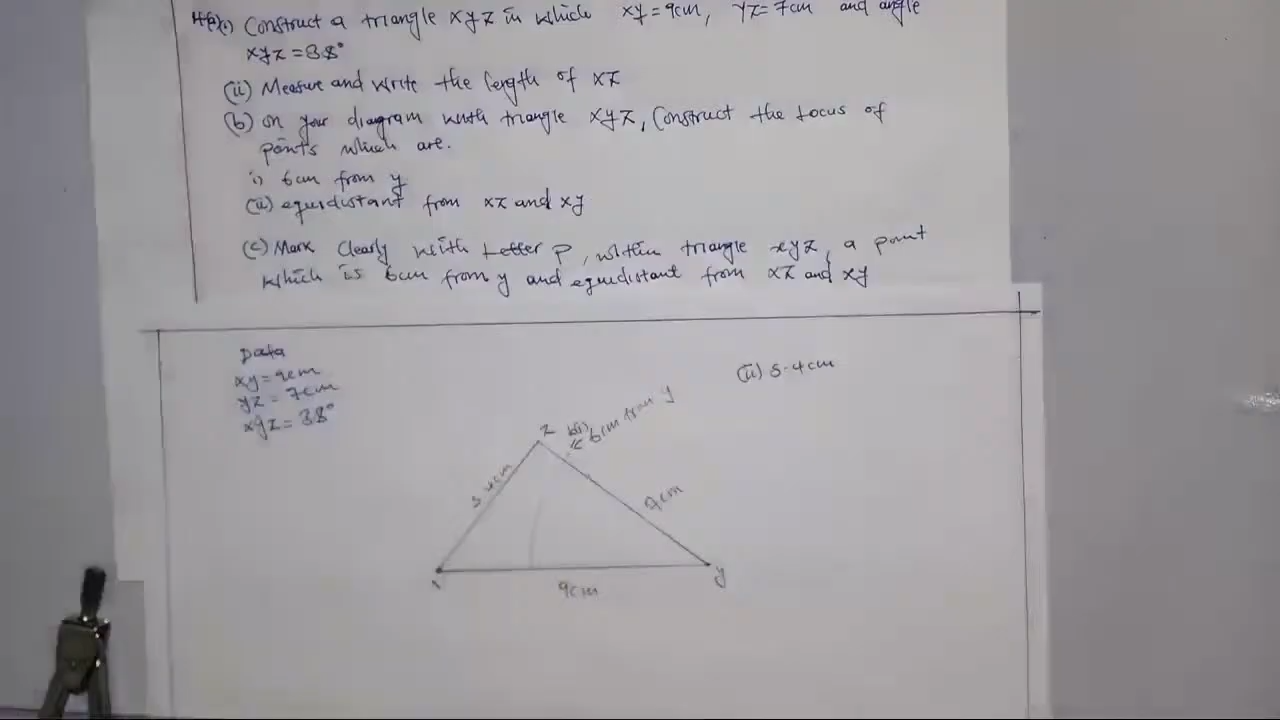 4(a)(i) Construct a triangle xyz in which xy = 9cm, yz = 7cm and angle
xyz = 38°
(ii) Measure and write the length of xz
(b) on your diagram with triangle xyz, Construct the locus of
points which are.
i) 6cm from y
(ii) equidistant from xz and xy
(c) Mark clearly with letter P, within triangle xyz, a point
which is 6cm from y and equidistant from xz and xy
Data
xy = 9cm
yz = 7cm
xyz = 38°
(ii) 5.4cm
z
b(i)
6cm from y
5.4cm
7cm
x
y
9cm